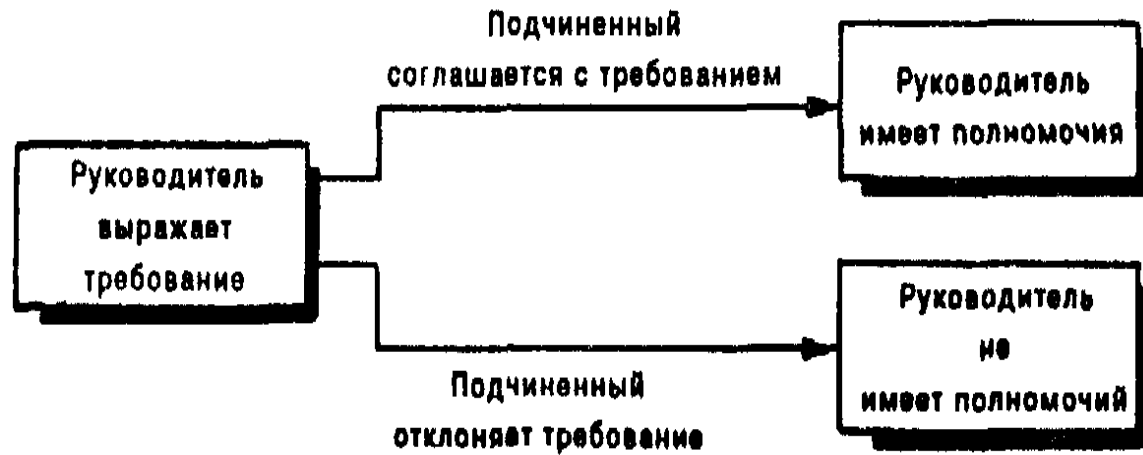 Подчиненный
соглашается с требованием
Руководитель
имеет полномочия
Руководитель
выражает
требование
Руководитель
не
имеет полномочий
Подчиненный
отклоняет требование